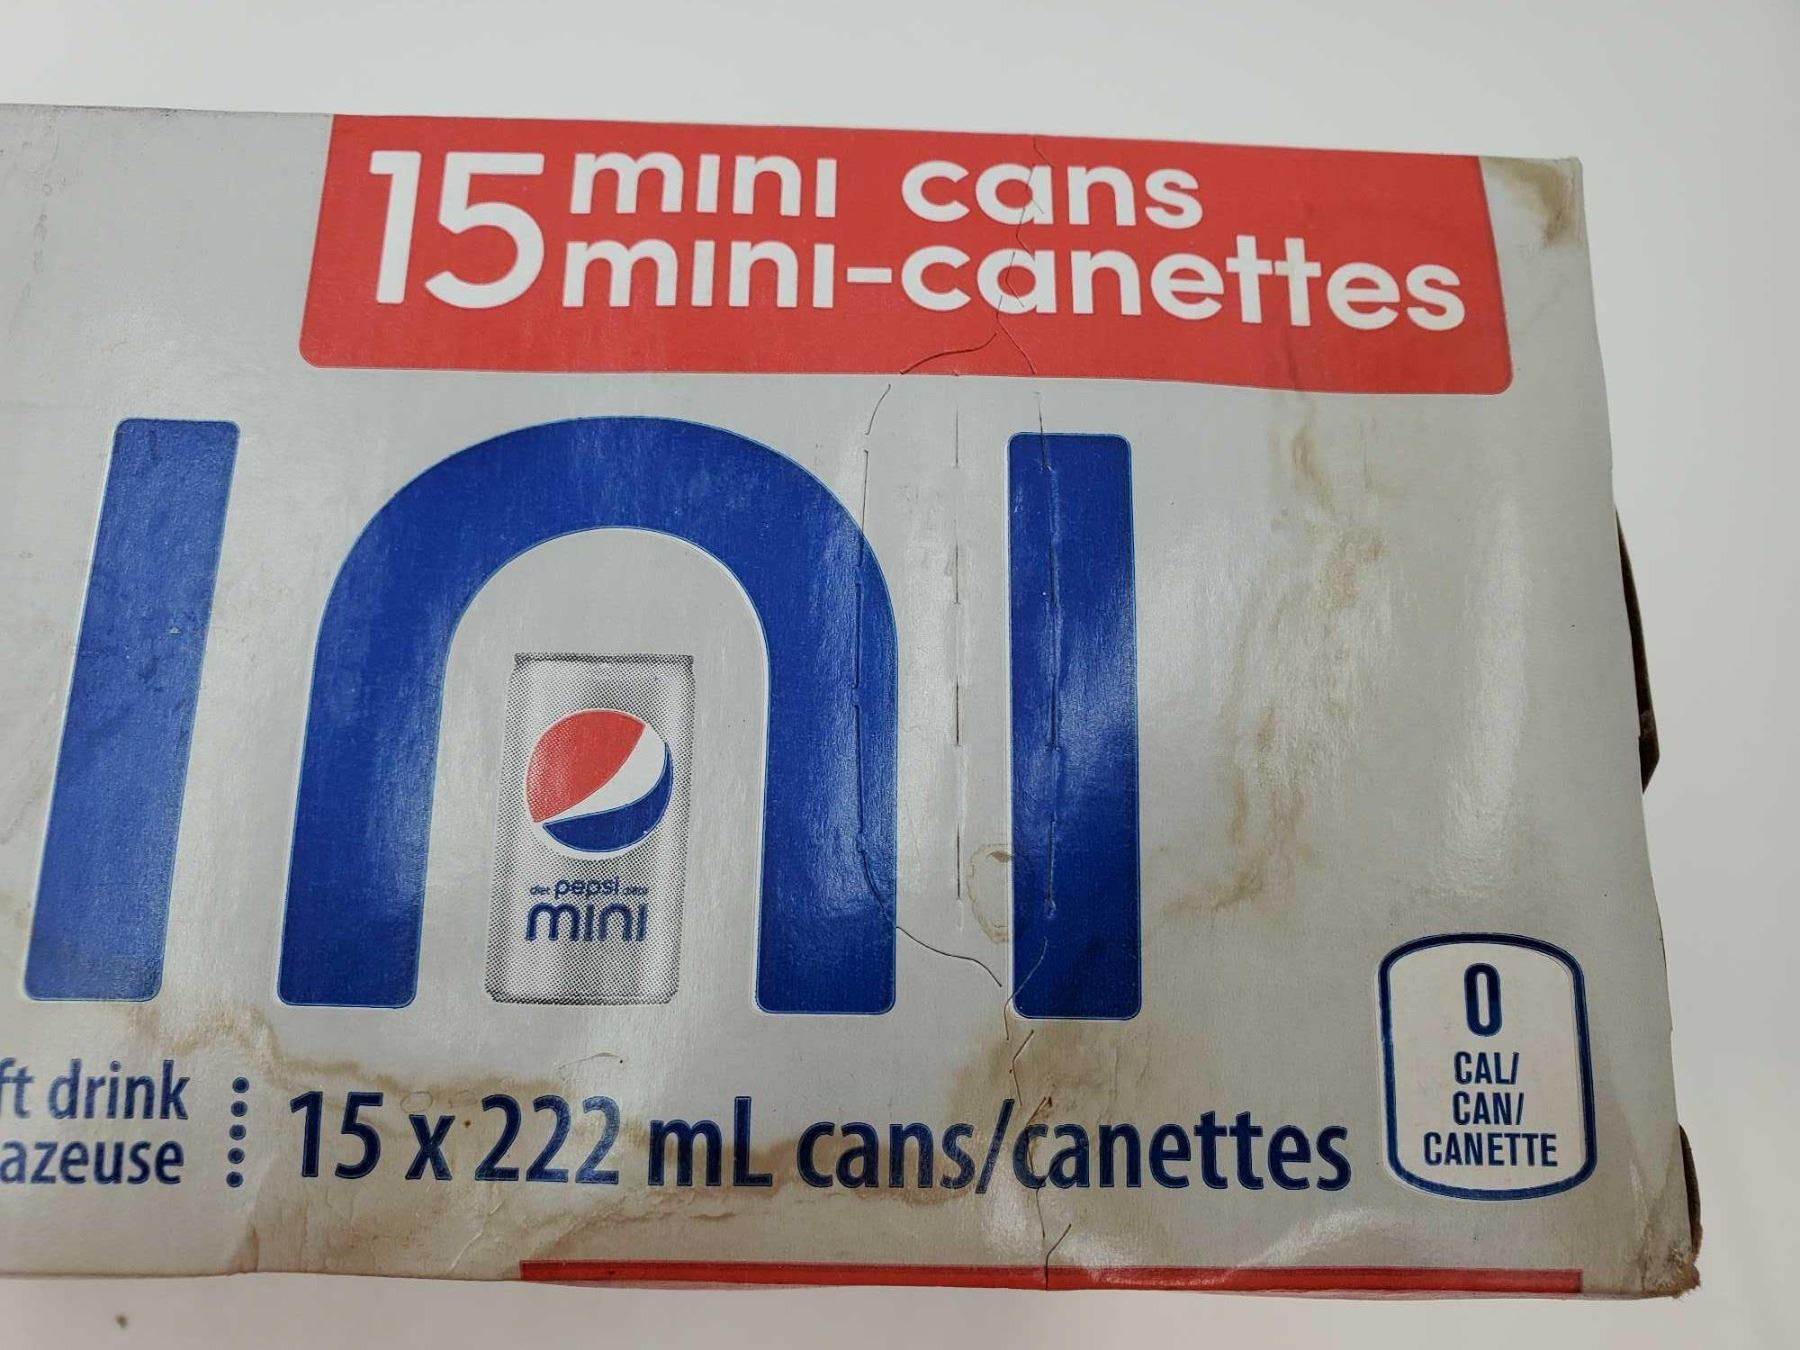 15 mini cans
mini-canettes
ini
pepsi
mini
ft drink
azeuse
15 x 222 mL cans/canettes
0
CAL/
CAN/
CANETTE